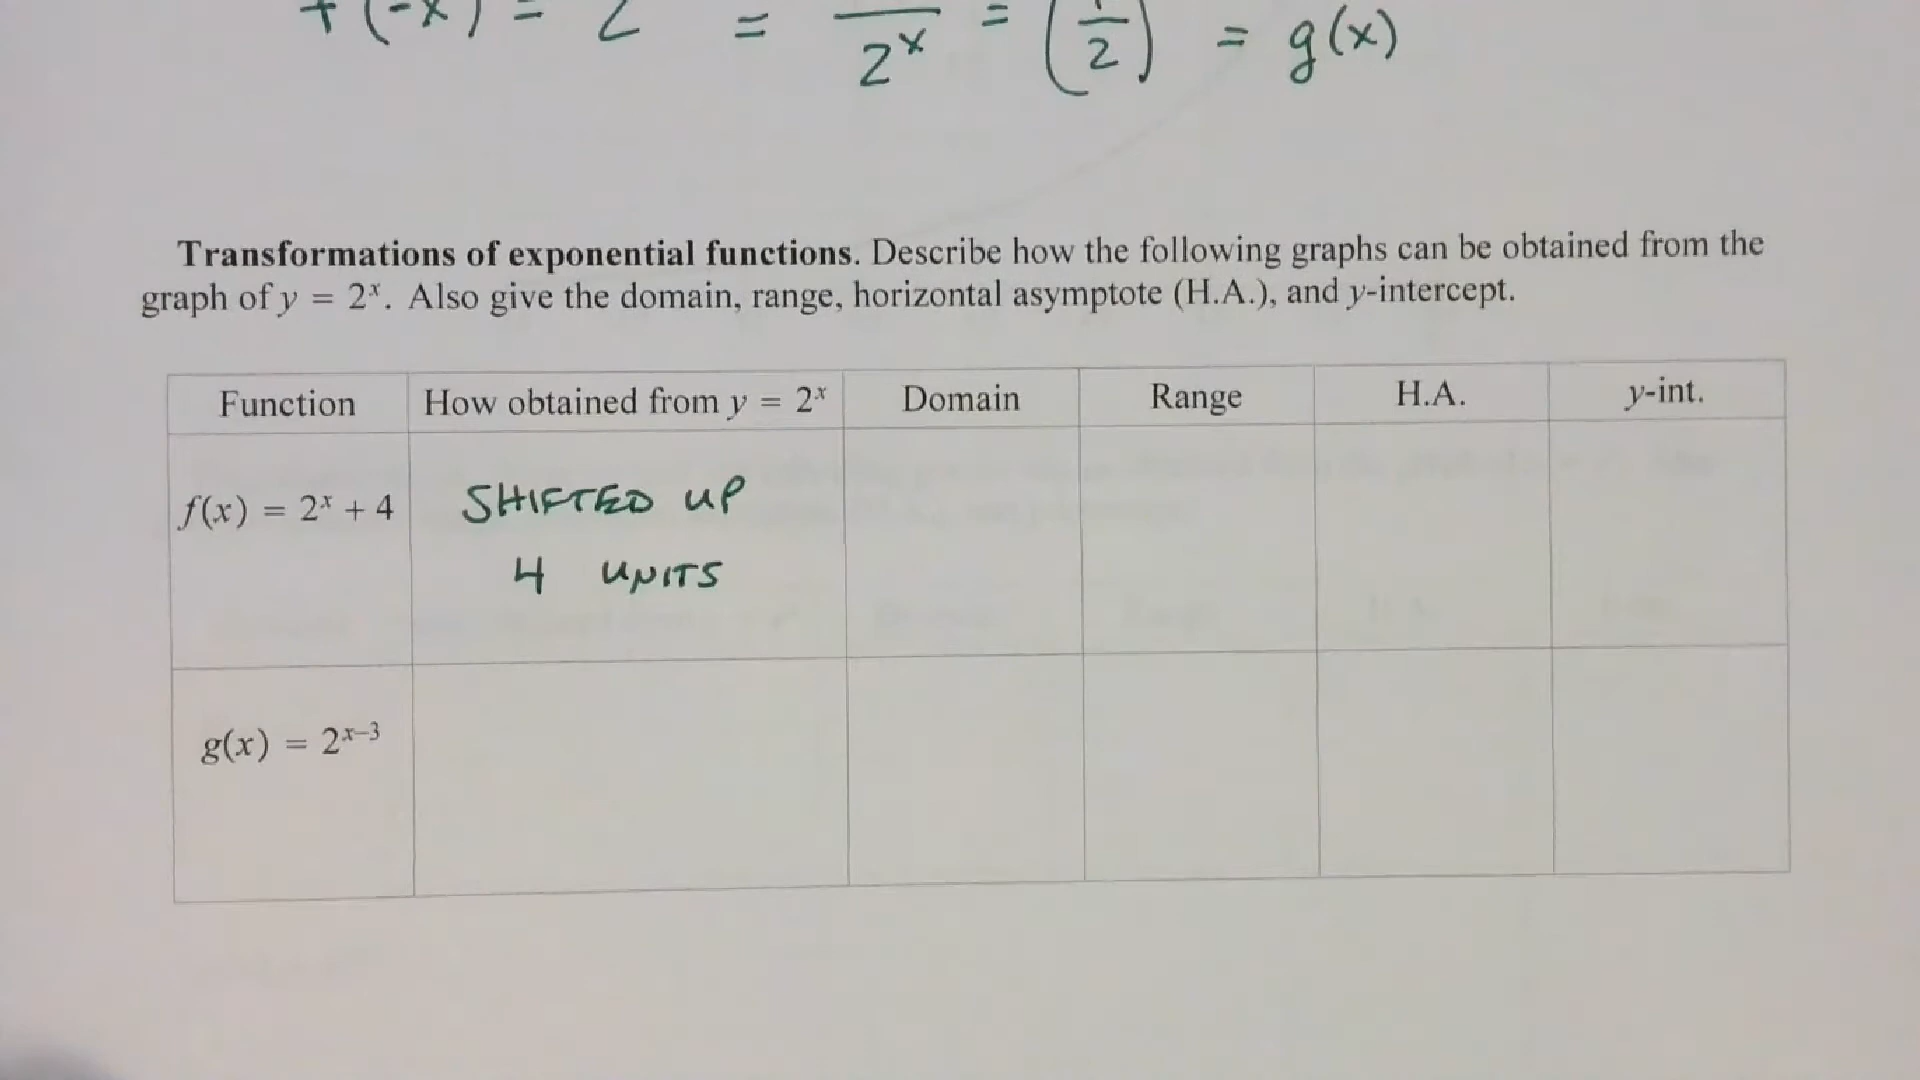 f(-x) = 2 = 2^x = (1/2) = g(x)
Transformations of exponential functions. Describe how the following graphs can be obtained from the
graph of y = 2^x. Also give the domain, range, horizontal asymptote (H.A.), and y-intercept.
Function How obtained from y = 2^x Domain Range H.A. y-int.
f(x) = 2^x + 4 SHIFTED UP
4 UNITS
g(x) = 2^(x-3)